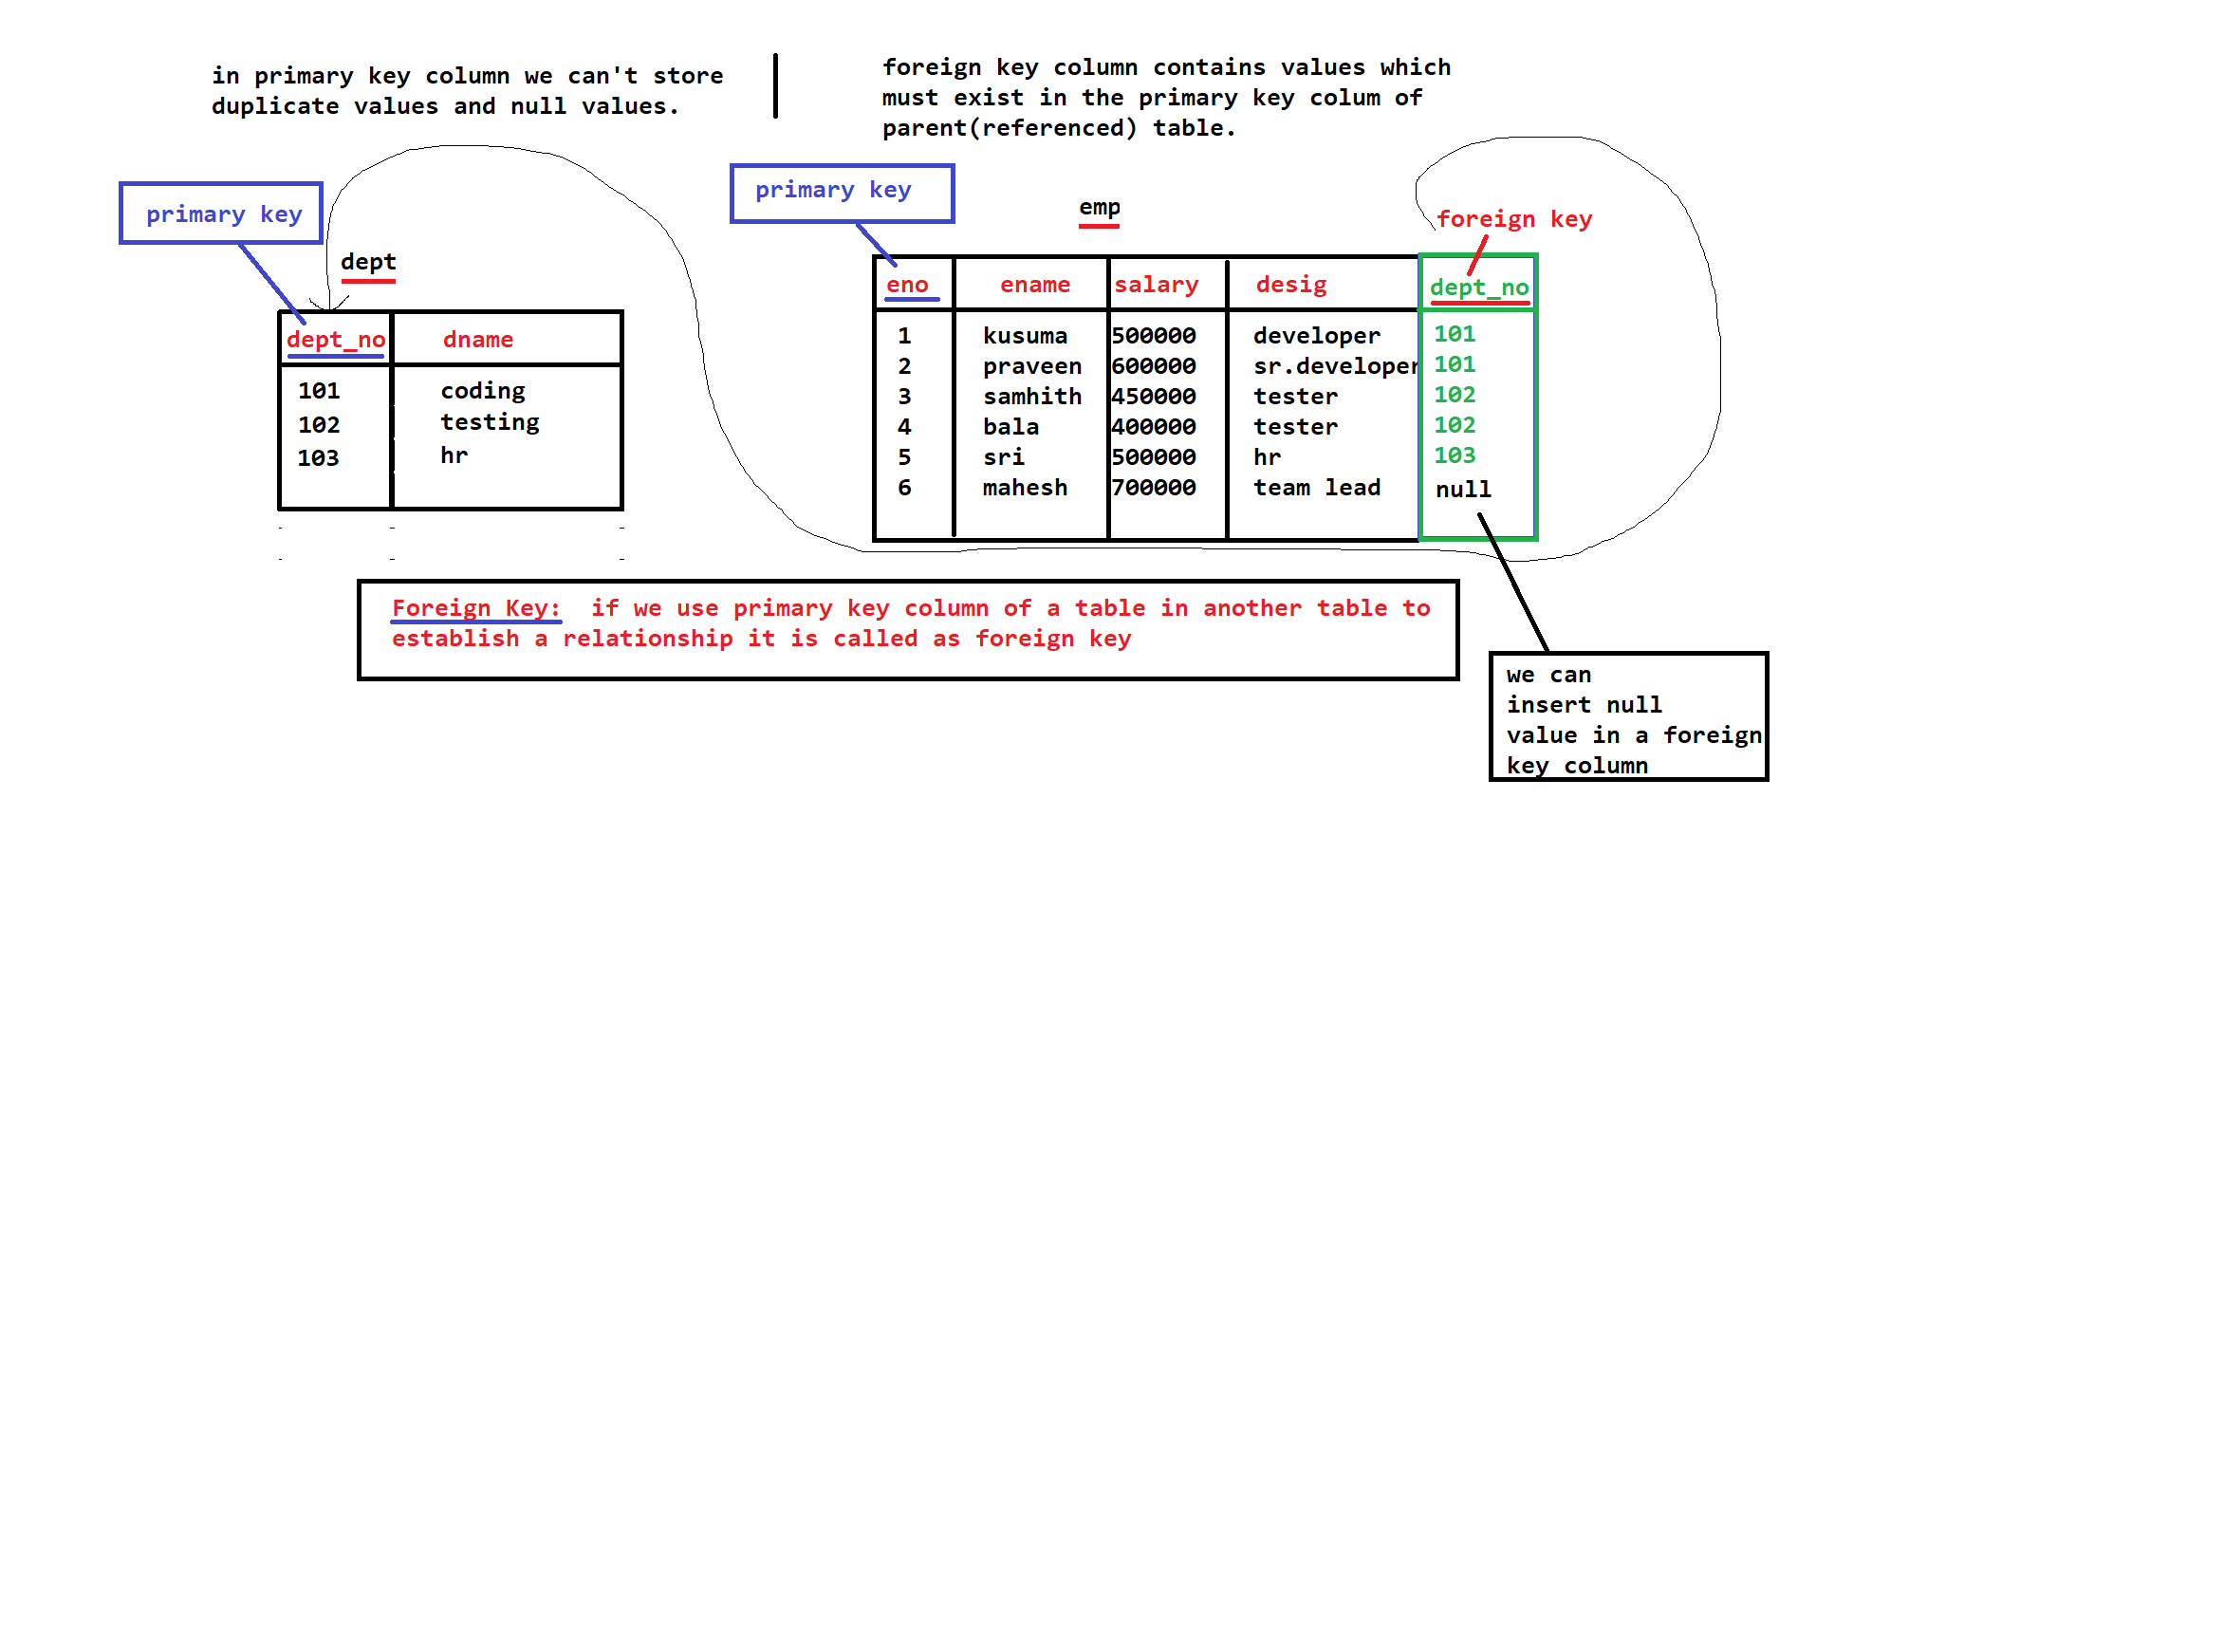 in primary key column we can't store
duplicate values and null values.
foreign key column contains values which
must exist in the primary key colum of
parent(referenced) table.
primary key
primary key
emp
foreign key
dept
dept_no dname
101 coding
102 testing
103 hr
eno ename salary desig dept_no
1 kusuma 500000 developer 101
2 praveen 600000 sr.developer 101
3 samhith 450000 tester 102
4 bala 400000 tester 102
5 sri 500000 hr 103
6 mahesh 700000 team lead null
Foreign Key: if we use primary key column of a table in another table to
establish a relationship it is called as foreign key
we can
insert null
value in a foreign
key column